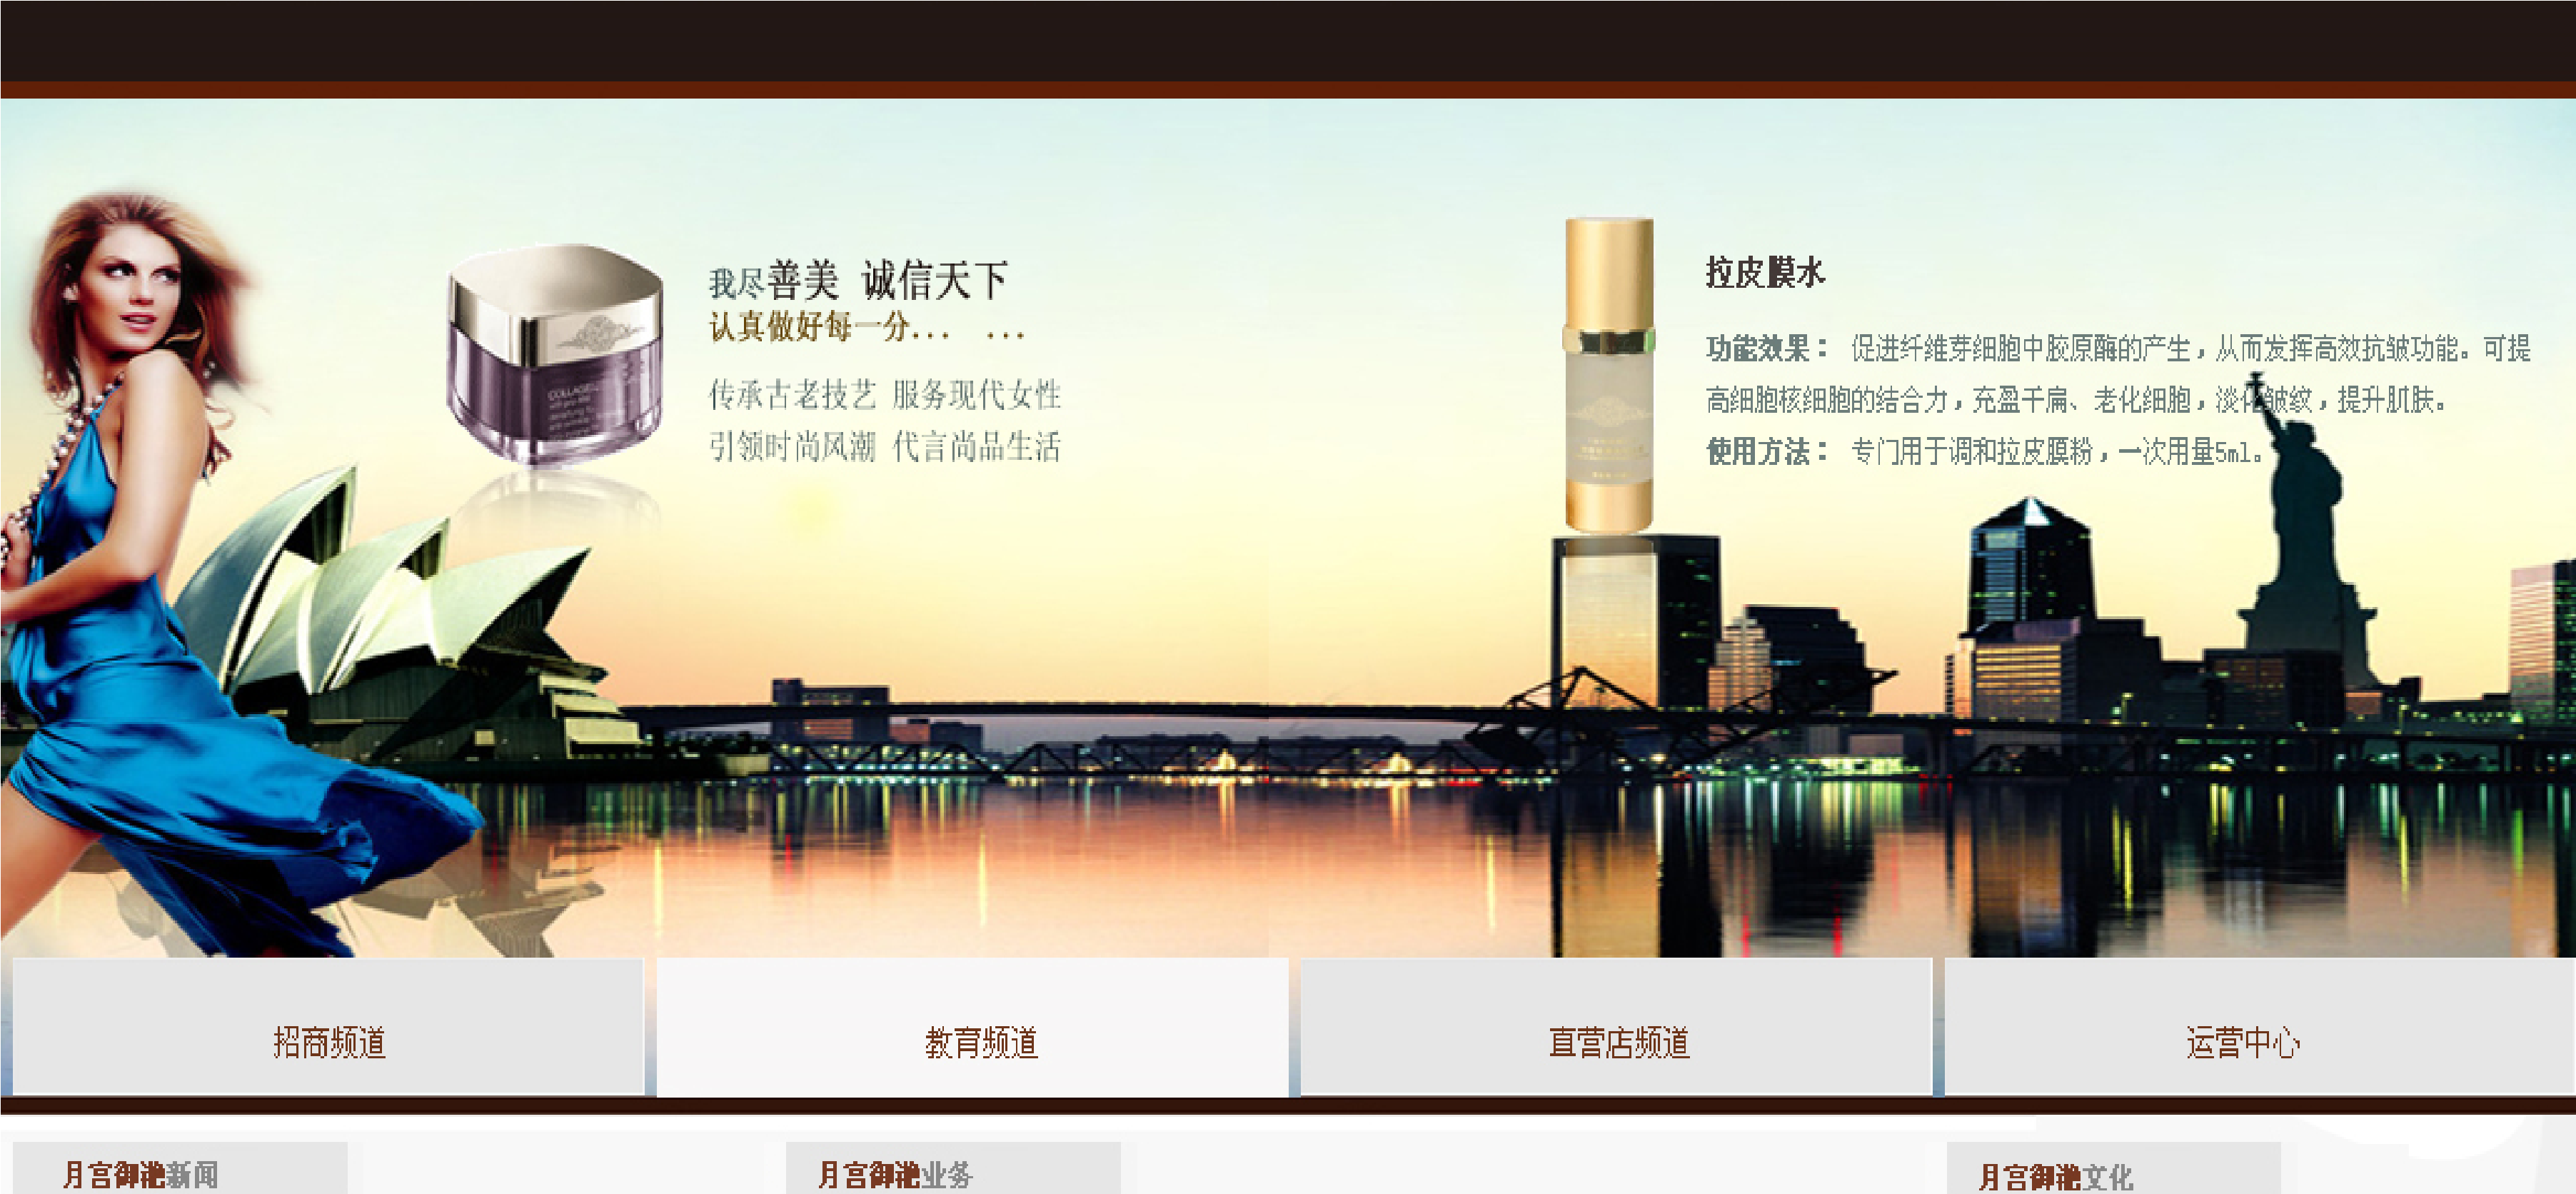 我尽善美 诚信天下
认真做好每一分... ...
传承古老技艺 服务现代女性
引领时尚风潮 代言尚品生活
COLLAGEN
拉皮膜水
功能效果： 促进纤维芽细胞中胶原酶的产生，从而发挥高效抗皱功能。可提
高细胞核细胞的结合力，充盈干扁、老化细胞，淡化皱纹，提升肌肤。
使用方法： 专门用于调和拉皮膜粉，一次用量5ml。
招商频道
教育频道
直营店频道
运营中心
月宫御艳新闻
月宫御艳业务
月宫御艳文化